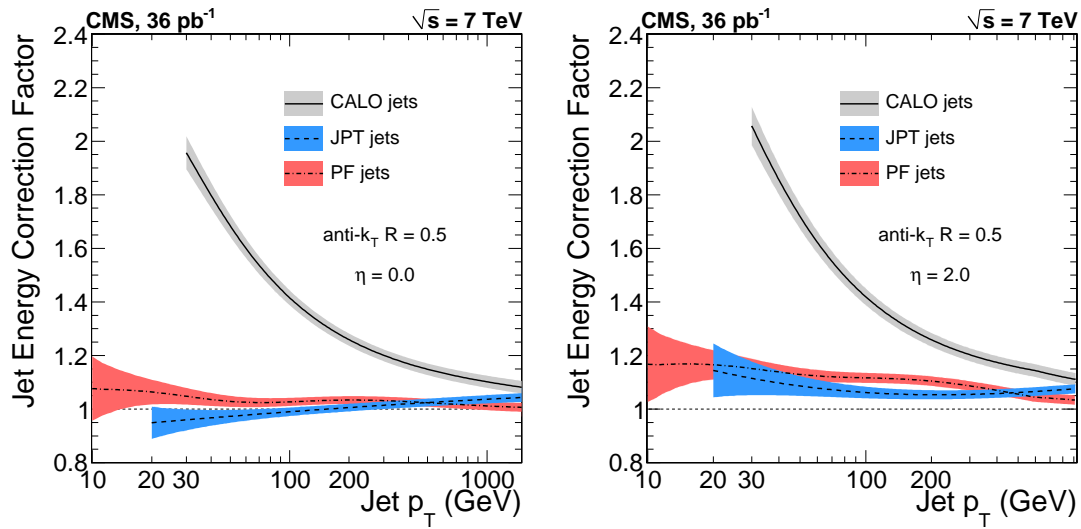 CMS, 36 pb⁻¹ √s = 7 TeV
Jet Energy Correction Factor
2.4
2.2
2
1.8
1.6
1.4
1.2
1
0.8
CALO jets
JPT jets
PF jets
anti-k_T R = 0.5
η = 0.0
10 20 30 100 200 1000
Jet p_T (GeV)
CMS, 36 pb⁻¹ √s = 7 TeV
Jet Energy Correction Factor
2.4
2.2
2
1.8
1.6
1.4
1.2
1
0.8
CALO jets
JPT jets
PF jets
anti-k_T R = 0.5
η = 2.0
10 20 30 100 200
Jet p_T (GeV)